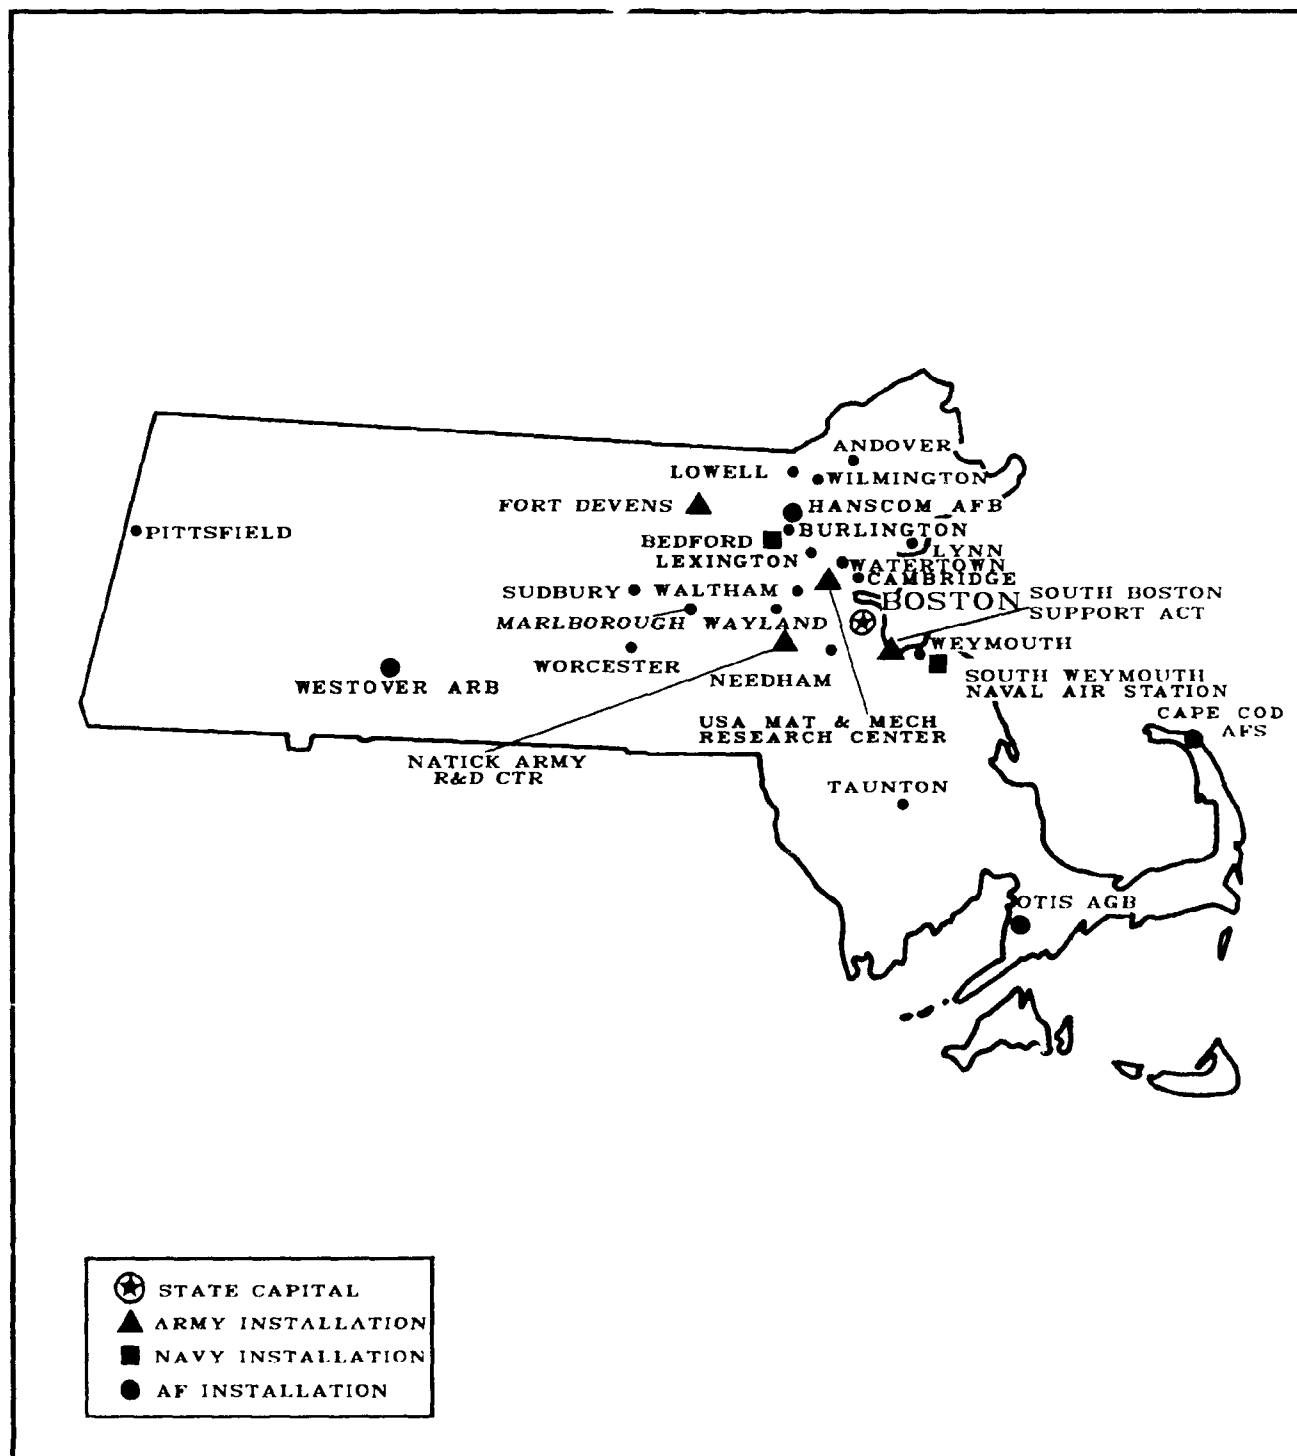 ANDOVER
LOWELL
WILMINGTON
FORT DEVENS
HANSCOM AFB
PITTSFIELD
BURLINGTON
BEDFORD
LYNN
LEXINGTON
WATERTOWN
CAMBRIDGE
SUDBURY
WALTHAM
BOSTON
SOUTH BOSTON
SUPPORT ACT
MARLBOROUGH
WAYLAND
WEYMOUTH
WORCESTER
NEEDHAM
SOUTH WEYMOUTH
NAVAL AIR STATION
WESTOVER ARB
CAPE COD
AFS
USA MAT & MECH
RESEARCH CENTER
NATICK ARMY
R&D CTR
TAUNTON
OTIS AGB
STATE CAPITAL
ARMY INSTALLATION
NAVY INSTALLATION
AF INSTALLATION